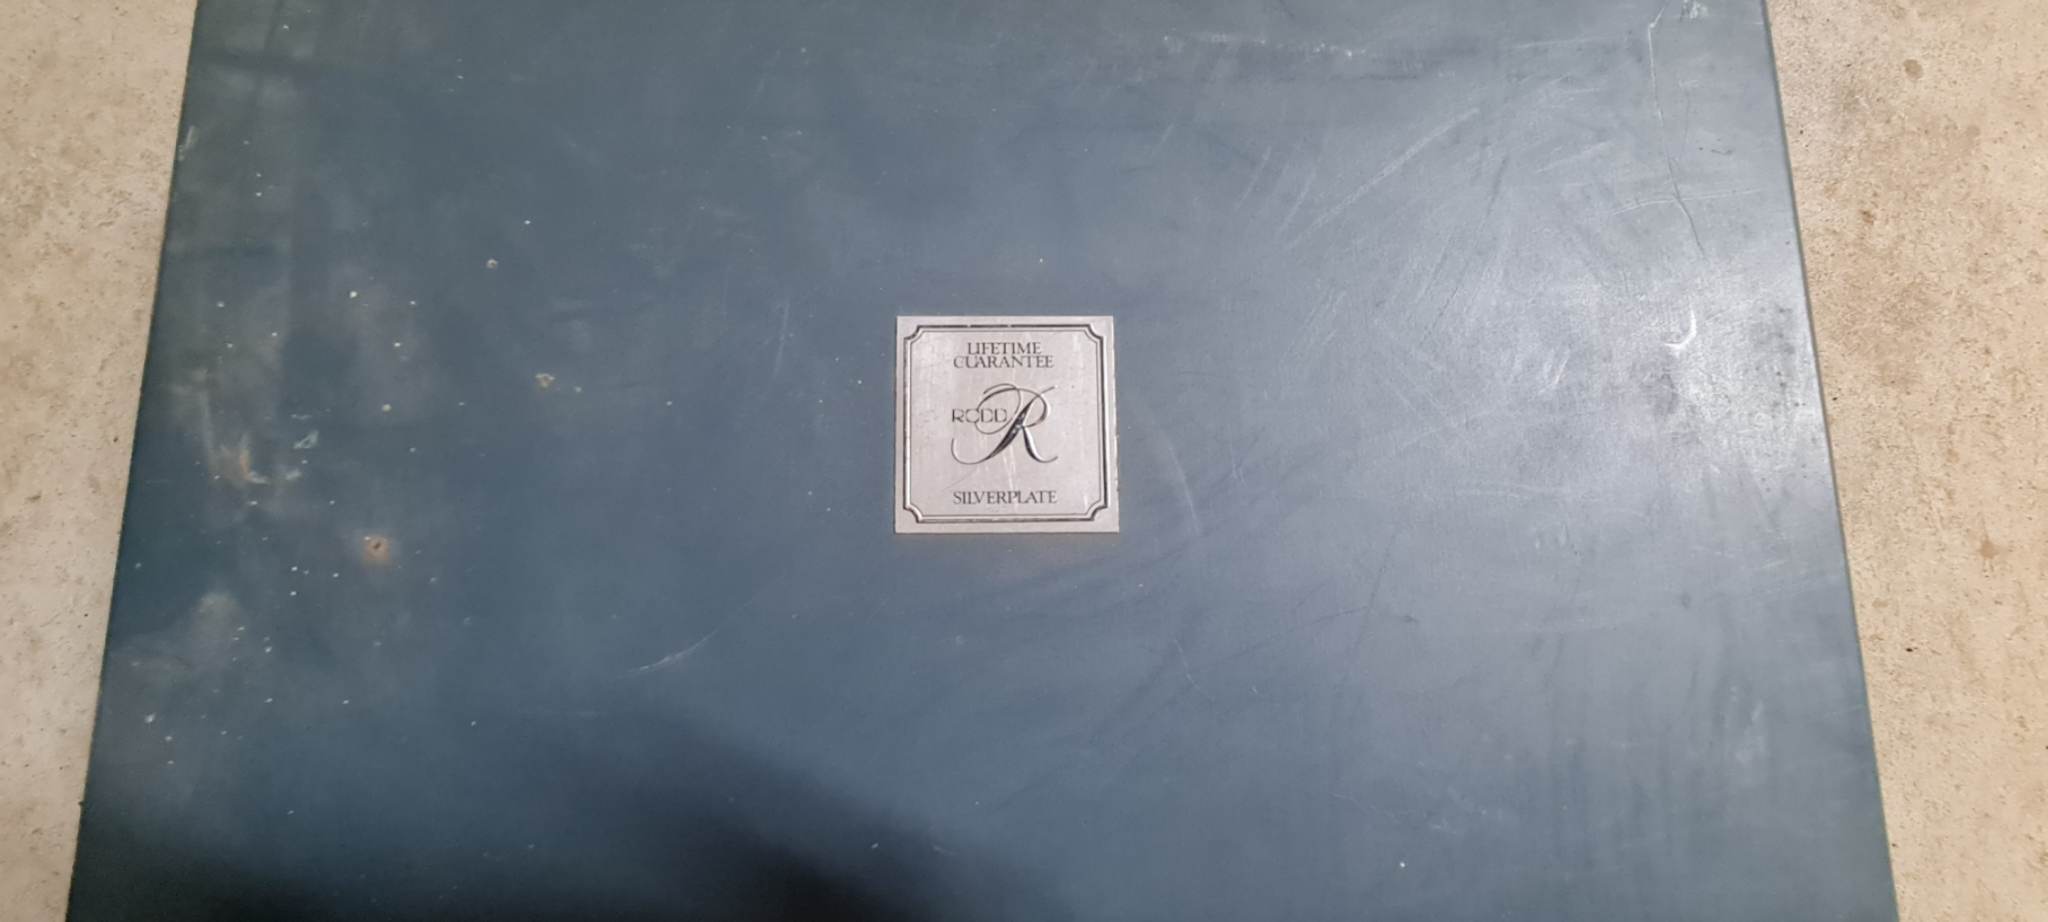 LIFETIME
GUARANTEE
RODD R
SILVERPLATE